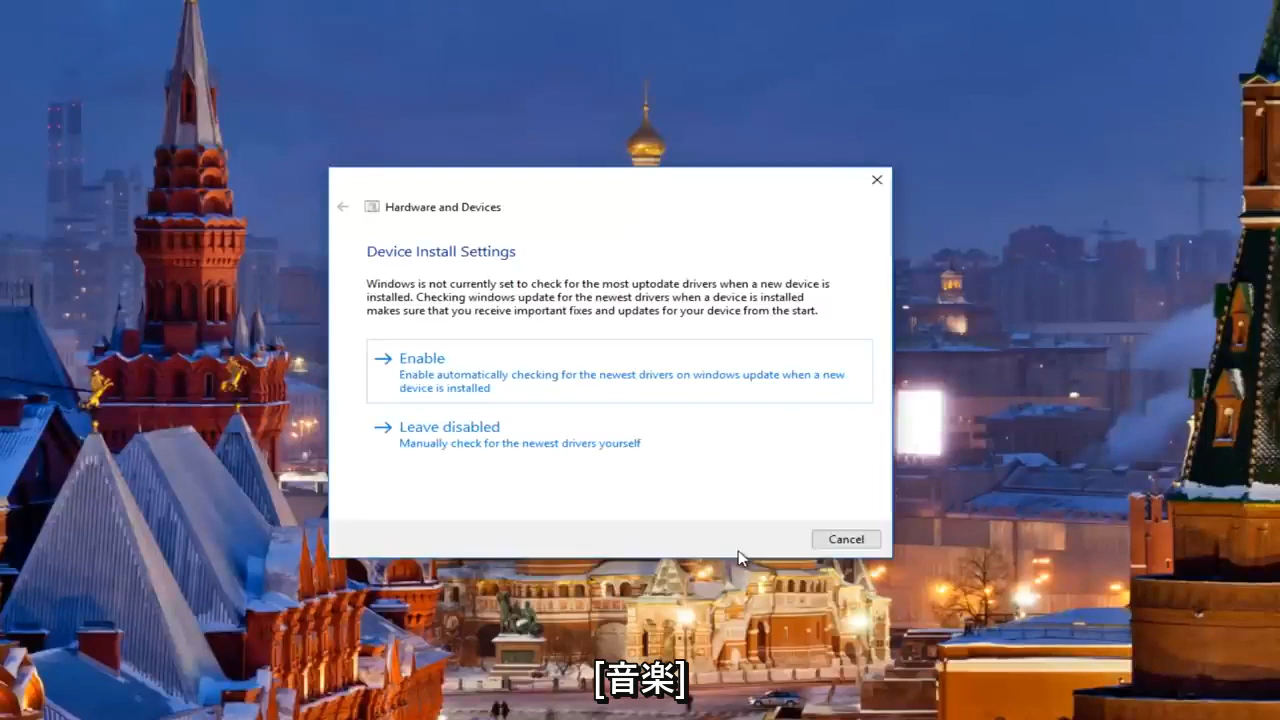 Hardware and Devices
Device Install Settings
Windows is not currently set to check for the most uptodate drivers when a new device is
installed. Checking windows update for the newest drivers when a device is installed
makes sure that you receive important fixes and updates for your device from the start.
Enable
Enable automatically checking for the newest drivers on windows update when a new
device is installed
Leave disabled
Manually check for the newest drivers yourself
Cancel
[音楽]